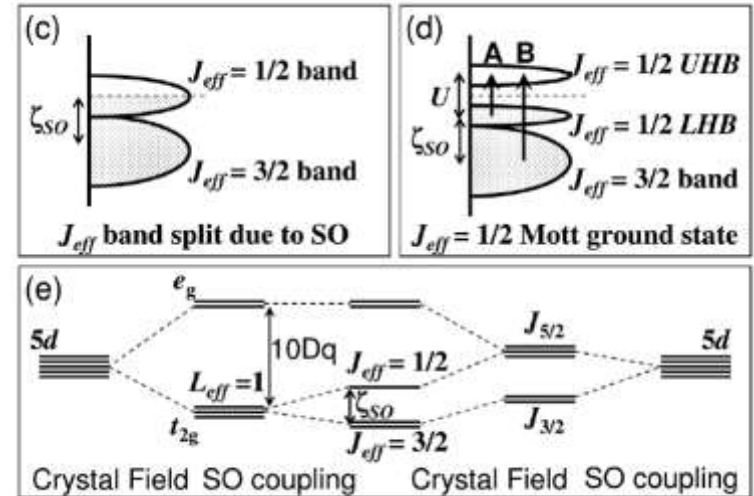 (c)
J_eff = 1/2 band
ζ_SO
J_eff = 3/2 band
J_eff band split due to SO
(d)
A B
J_eff = 1/2 UHB
U
J_eff = 1/2 LHB
ζ_SO
J_eff = 3/2 band
J_eff = 1/2 Mott ground state
(e)
e_g
5d
10Dq
J_5/2
5d
L_eff = 1
J_eff = 1/2
ζ_SO
J_3/2
t_2g
J_eff = 3/2
Crystal Field SO coupling Crystal Field SO coupling